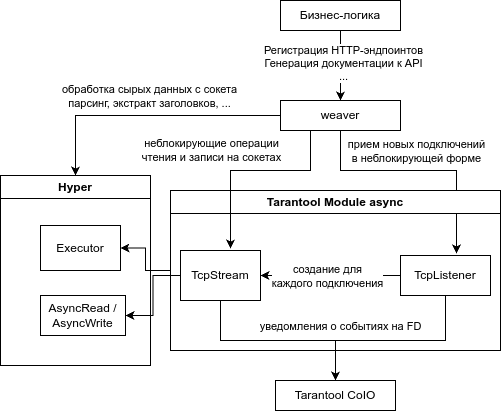 Бизнес-логика
Регистрация HTTP-эндпоинтов
Генерация документации к API
...
обработка сырых данных с сокета
парсинг, экстракт заголовков, ...
weaver
неблокирующие операции
чтения и записи на сокетах
прием новых подключений
в неблокирующей форме
Hyper
Tarantool Module async
Executor
TcpStream
создание для
каждого подключения
TcpListener
AsyncRead /
AsyncWrite
уведомления о событиях на FD
Tarantool CoIO